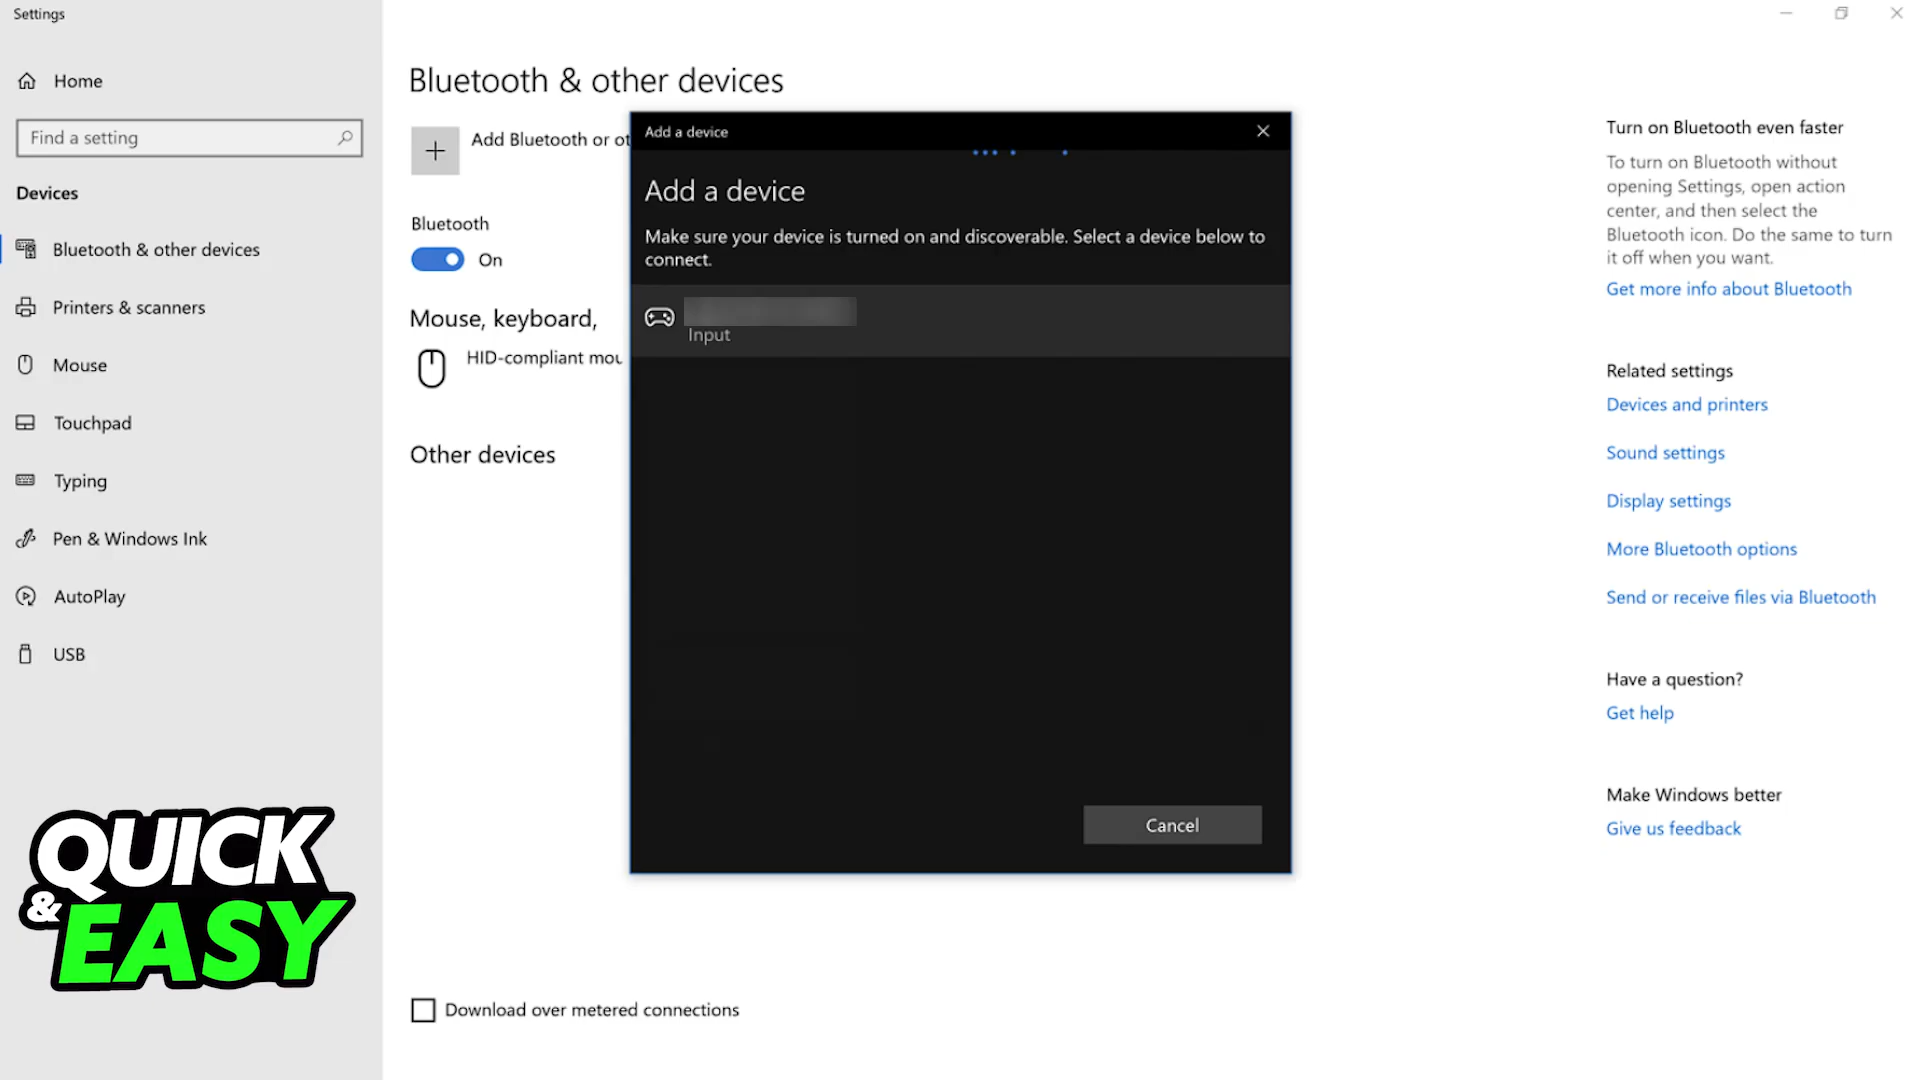 Settings
Home
Find a setting
Devices
Bluetooth & other devices
Printers & scanners
Mouse
Touchpad
Typing
Pen & Windows Ink
AutoPlay
USB
QUICK
& EASY
Bluetooth & other devices
Add Bluetooth or ot
Bluetooth
On
Mouse, keyboard,
HID-compliant mou
Other devices
Download over metered connections
Add a device
Add a device
Make sure your device is turned on and discoverable. Select a device below to
connect.
Input
Cancel
Turn on Bluetooth even faster
To turn on Bluetooth without
opening Settings, open action
center, and then select the
Bluetooth icon. Do the same to turn
it off when you want.
Get more info about Bluetooth
Related settings
Devices and printers
Sound settings
Display settings
More Bluetooth options
Send or receive files via Bluetooth
Have a question?
Get help
Make Windows better
Give us feedback